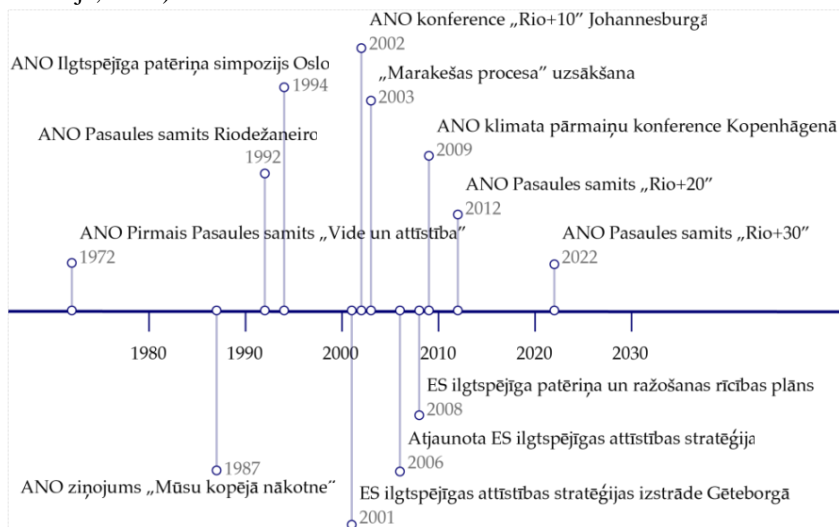 ANO konference „Rio+10” Johannesburgā
2002
ANO Ilgtspējīga patēriņa simpozijs Oslo
1994
„Marakešas procesa” uzsākšana
2003
ANO Pasaules samits Riodežaneiro
1992
ANO klimata pārmaiņu konference Kopenhāgenā
2009
ANO Pasaules samits „Rio+20”
2012
ANO Pirmais Pasaules samits „Vide un attīstība”
1972
ANO Pasaules samits „Rio+30”
2022
1980 1990 2000 2010 2020 2030
ES ilgtspējīga patēriņa un ražošanas rīcības plāns
2008
Atjaunota ES ilgtspējīgas attīstības stratēģija
2006
1987
ANO ziņojums „Mūsu kopējā nākotne“
ES ilgtspējīgas attīstības stratēģijas izstrāde Gēteborgā
2001